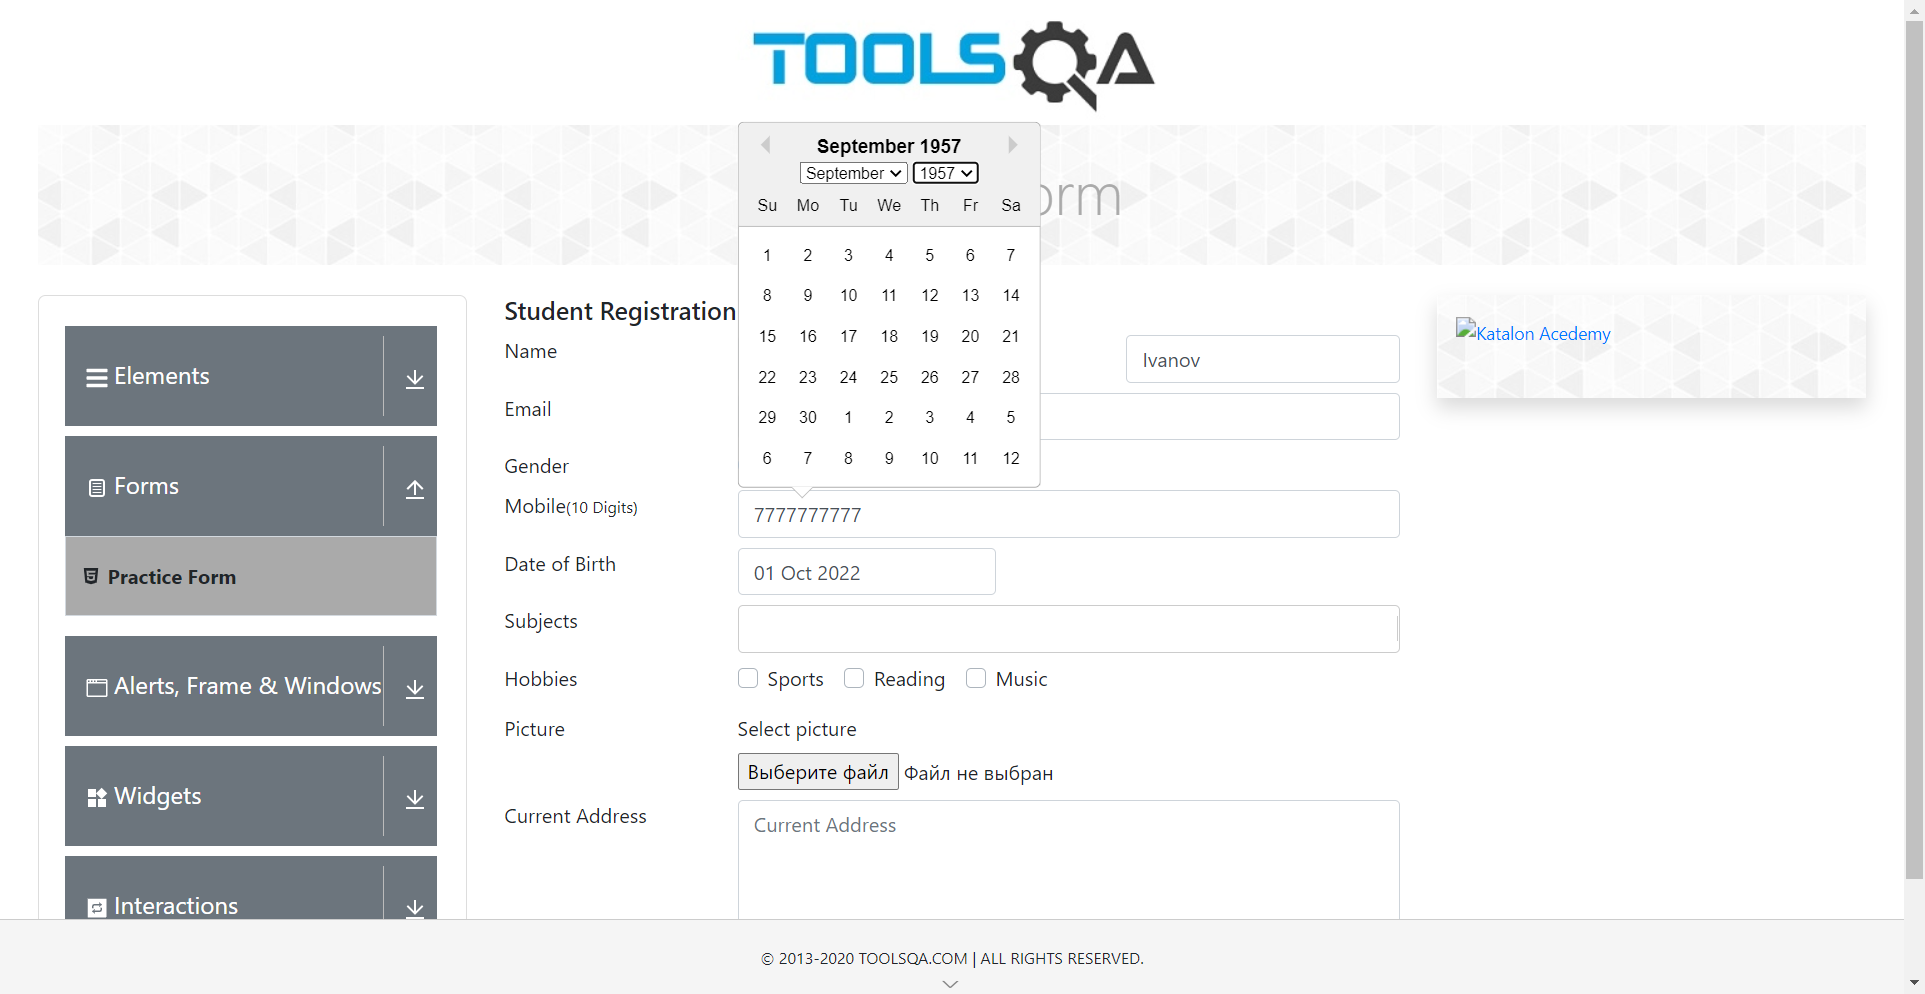 TOOLSQA
September 1957
September 1957
Su Mo Tu We Th Fr Sa
1 2 3 4 5 6 7
8 9 10 11 12 13 14
15 16 17 18 19 20 21
22 23 24 25 26 27 28
29 30 1 2 3 4 5
6 7 8 9 10 11 12
orm
Elements
Forms
Practice Form
Alerts, Frame & Windows
Widgets
Interactions
Student Registration
Name
Ivanov
Email
Gender
Mobile(10 Digits)
7777777777
Date of Birth
01 Oct 2022
Subjects
Hobbies
Sports Reading Music
Picture
Select picture
Выберите файл Файл не выбран
Current Address
Current Address
Katalon Acedemy
© 2013-2020 TOOLSQA.COM | ALL RIGHTS RESERVED.